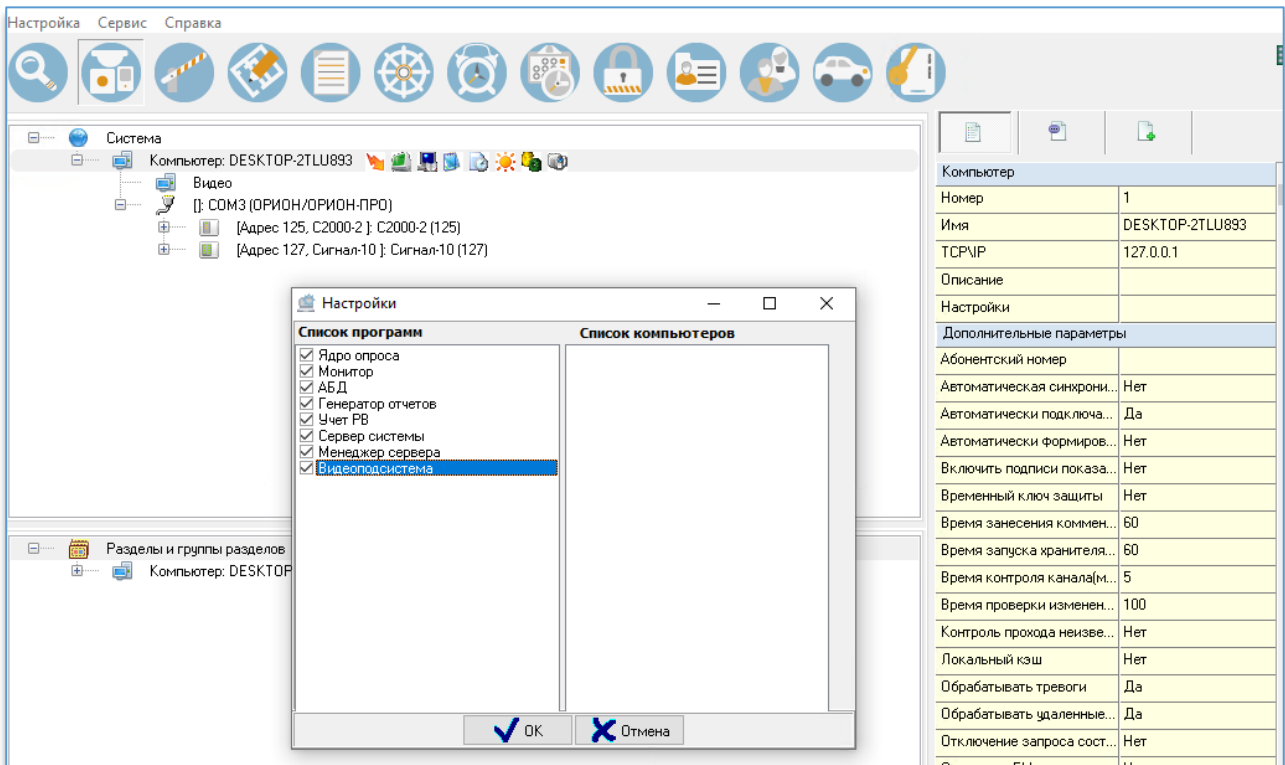 Настройка Сервис Справка
Система
Компьютер: DESKTOP-2TLU893
Видео
[]: COM3 (ОРИОН/ОРИОН-ПРО)
[Адрес 125, С2000-2 ]: С2000-2 (125)
[Адрес 127, Сигнал-10 ]: Сигнал-10 (127)
Разделы и группы разделов
Компьютер: DESKTOP
Настройки
Список программ
Список компьютеров
Ядро опроса
Монитор
АБД
Генератор отчетов
Учет РВ
Сервер системы
Менеджер сервера
Видеоподсистема
OK
Отмена
Компьютер
Номер 1
Имя DESKTOP-2TLU893
TCP\IP 127.0.0.1
Описание
Настройки
Дополнительные параметры
Абонентский номер
Автоматическая синхрони... Нет
Автоматически подключа... Да
Автоматически формиров... Нет
Включить подписи показа... Нет
Временный ключ защиты Нет
Время занесения коммен... 60
Время запуска хранителя... 60
Время контроля канала(м... 5
Время проверки изменен... 100
Контроль прохода неизве... Нет
Локальный кэш Нет
Обрабатывать тревоги Да
Обрабатывать удаленные... Да
Отключение запроса сост... Нет